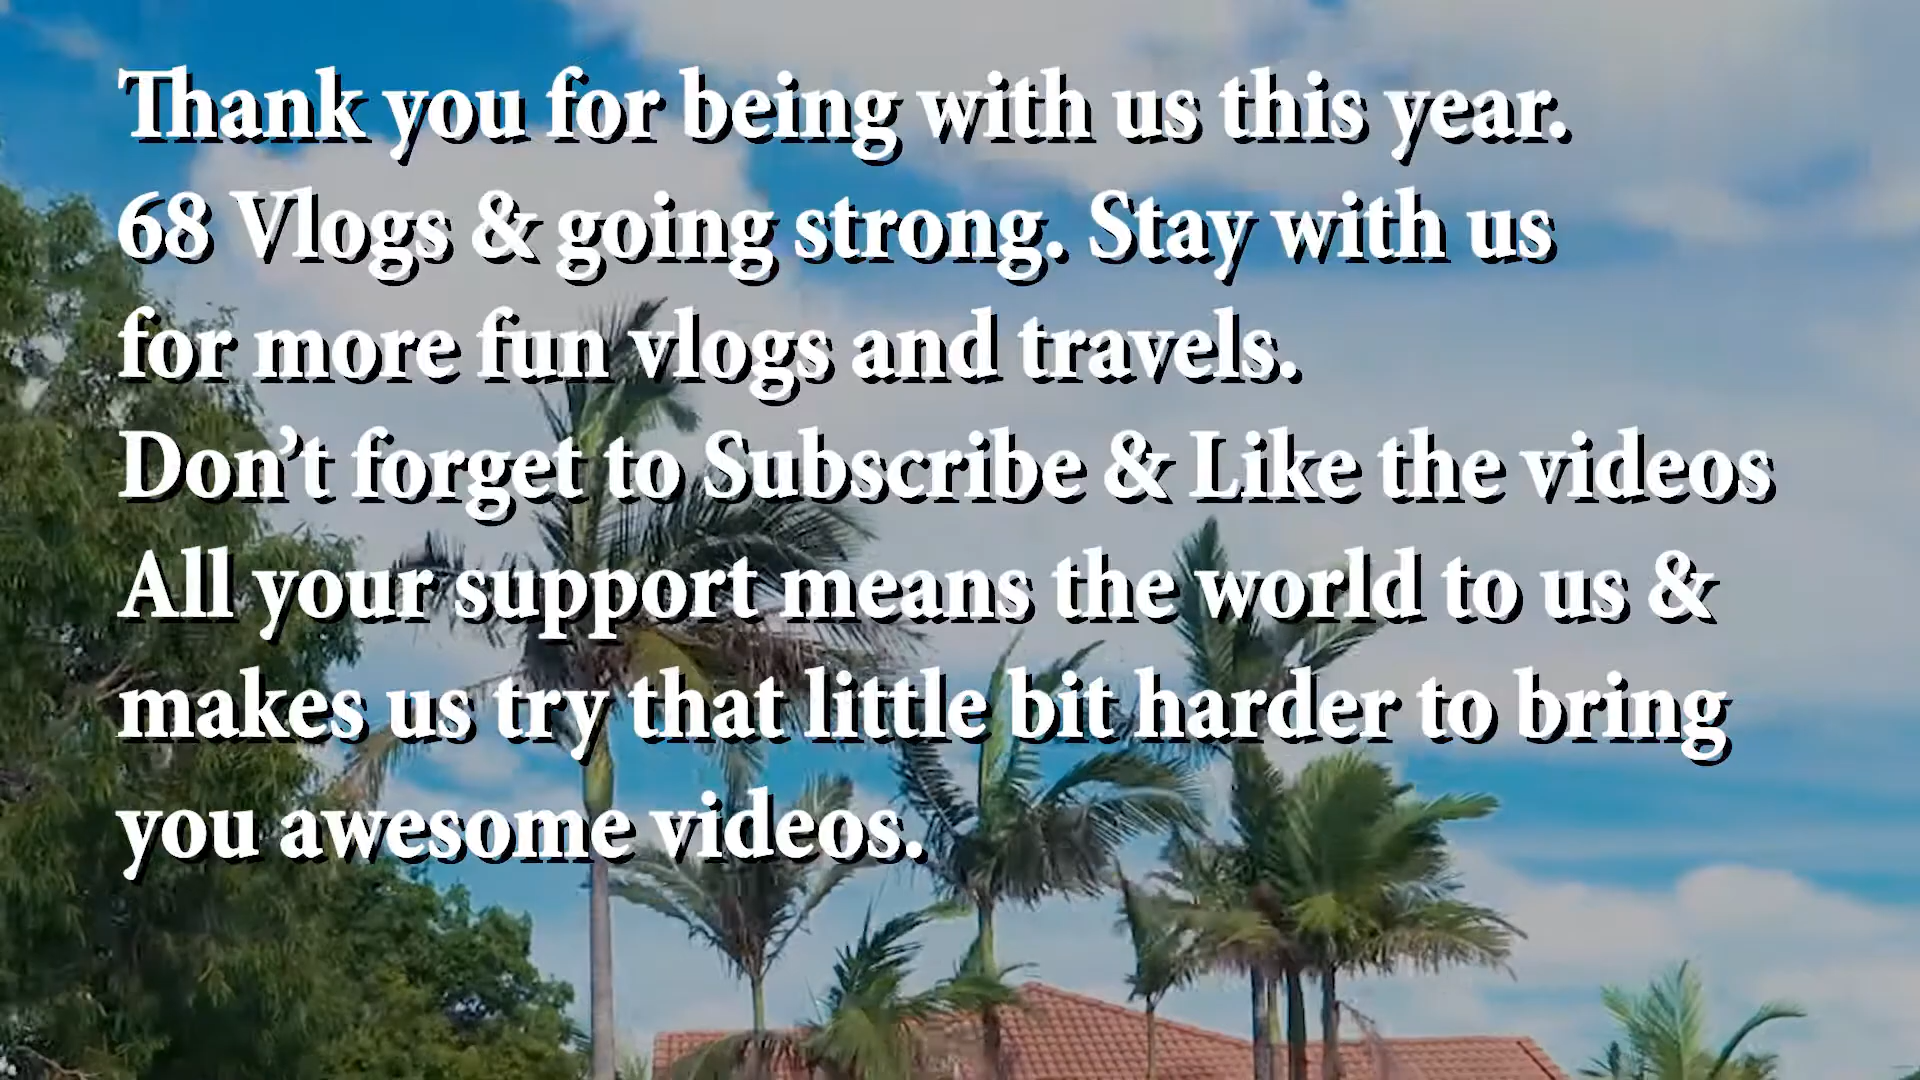 Thank you for being with us this year.
68 Vlogs & going strong. Stay with us
for more fun vlogs and travels.
Don’t forget to Subscribe & Like the videos
All your support means the world to us &
makes us try that little bit harder to bring
you awesome videos.